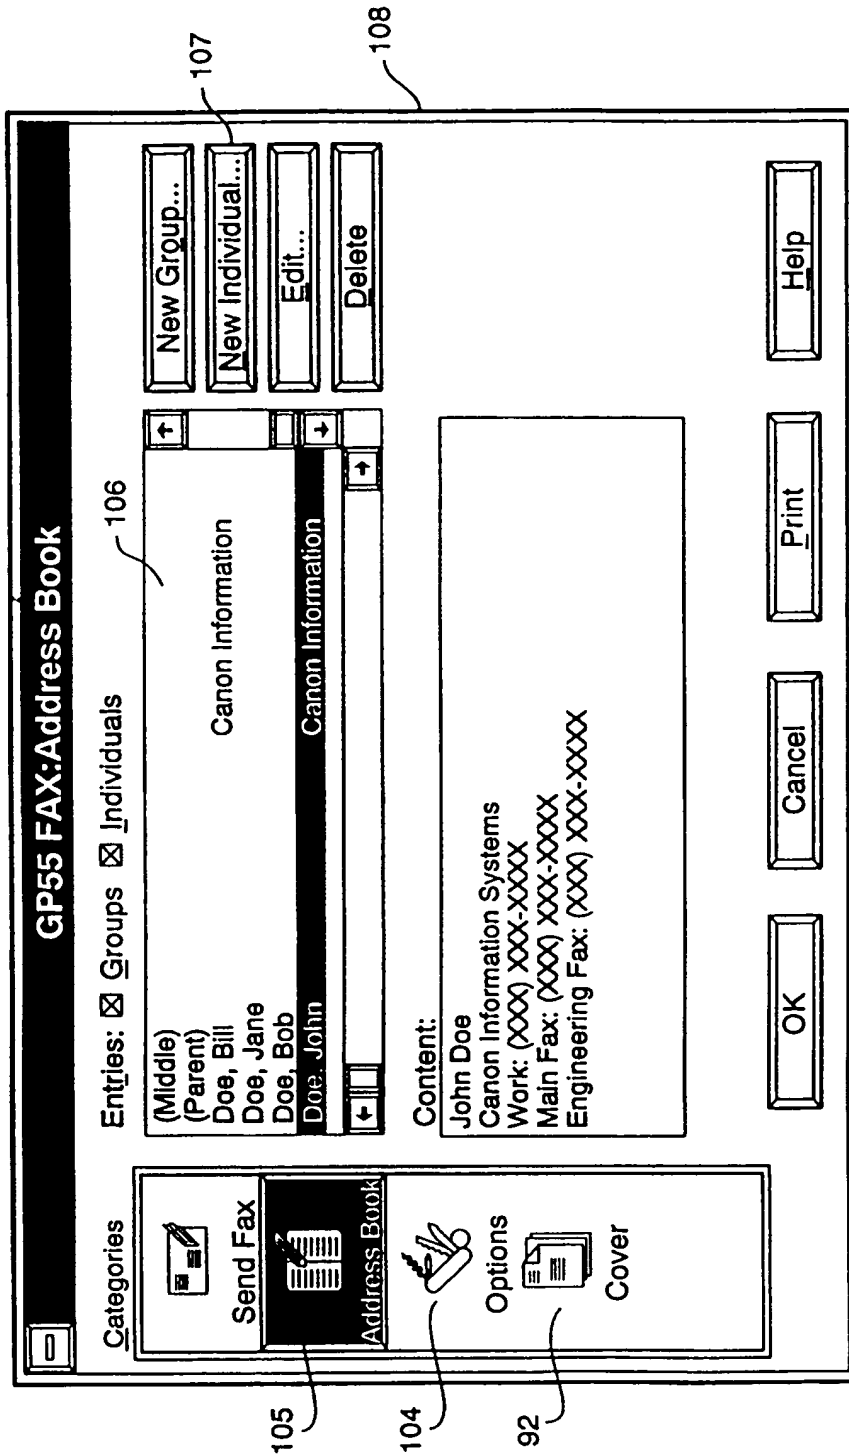 GP55 FAX:Address Book
Categories
Send Fax
Address Book
Options
Cover
Entries: ☒ Groups ☒ Individuals
(Middle)
(Parent)
Doe, Bill
Doe, Jane Canon Information
Doe, Bob
Doe, John Canon Information
New Group...
New Individual...
Edit...
Delete
Content:
John Doe
Canon Information Systems
Work: (XXX) XXX-XXXX
Main Fax: (XXX) XXX-XXXX
Engineering Fax: (XXX) XXX-XXXX
OK
Cancel
Print
Help
105
104
92
106
107
108